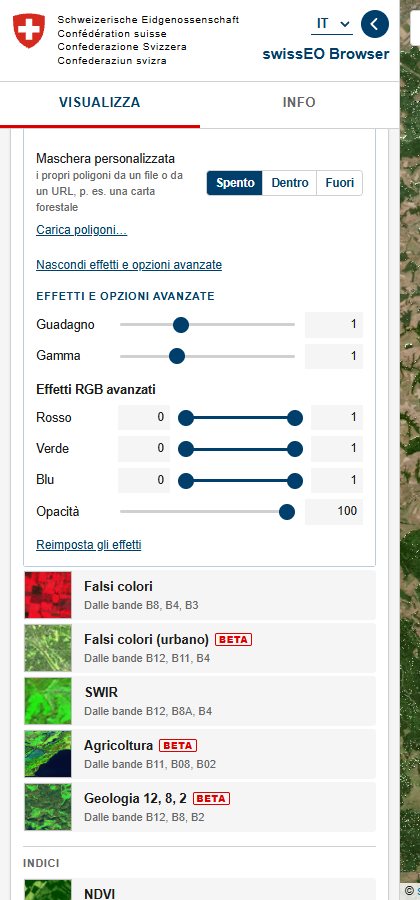 Schweizerische Eidgenossenschaft
Confédération suisse
Confederazione Svizzera
Confederaziun svizra
IT
swissEO Browser
VISUALIZZA
INFO
Maschera personalizzata
i propri poligoni da un file o da
un URL, p. es. una carta
forestale
Spento
Dentro
Fuori
Carica poligoni…
Nascondi effetti e opzioni avanzate
EFFETTI E OPZIONI AVANZATE
Guadagno 1
Gamma 1
Effetti RGB avanzati
Rosso 0 1
Verde 0 1
Blu 0 1
Opacità 100
Reimposta gli effetti
Falsi colori
Dalle bande B8, B4, B3
Falsi colori (urbano) BETA
Dalle bande B12, B11, B4
SWIR
Dalle bande B12, B8A, B4
Agricoltura BETA
Dalle bande B11, B08, B02
Geologia 12, 8, 2 BETA
Dalle bande B12, B8, B2
INDICI
NDVI
©